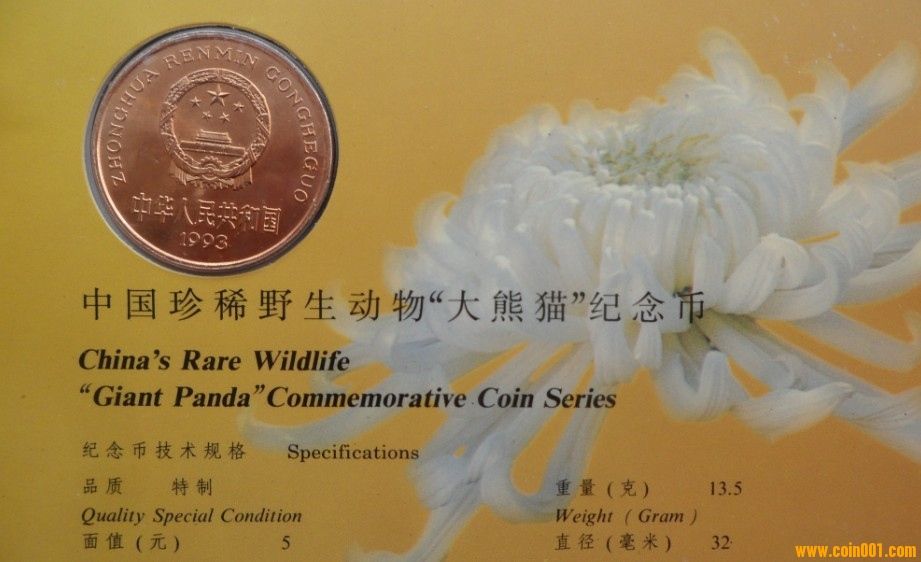 ZHONGHUA RENMIN GONGHEGUO
中华人民共和国
1993
中国珍稀野生动物“大熊猫”纪念币
China's Rare Wildlife
“Giant Panda”Commemorative Coin Series
纪念币技术规格 Specifications
品质 特制 重量(克) 13.5
Quality Special Condition Weight (Gram)
面值(元) 5 直径(毫米) 32
www.coin001.com